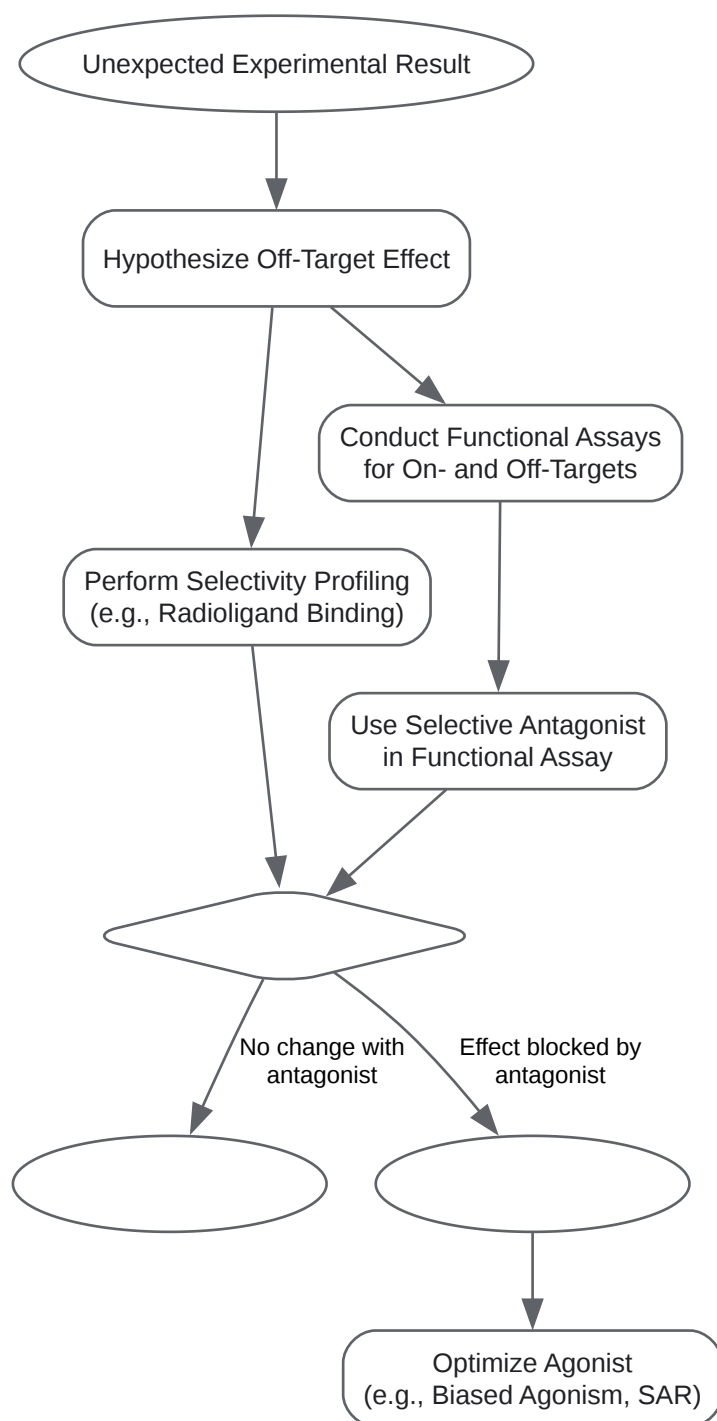 Unexpected Experimental Result
Hypothesize Off-Target Effect
Conduct Functional Assays
for On- and Off-Targets
Perform Selectivity Profiling
(e.g., Radioligand Binding)
Use Selective Antagonist
in Functional Assay
No change with
antagonist
Effect blocked by
antagonist
Optimize Agonist
(e.g., Biased Agonism, SAR)